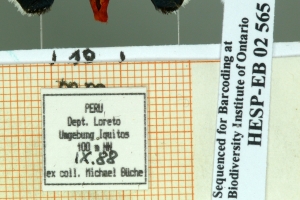 10
PERU,
Dept. Loreto
Umgebung Iquitos
100 m NN
IX.88
ex coll. Michael Büche
Sequenced for Barcoding at
Biodiversity Institute of Ontario
HESP-EB 02 565